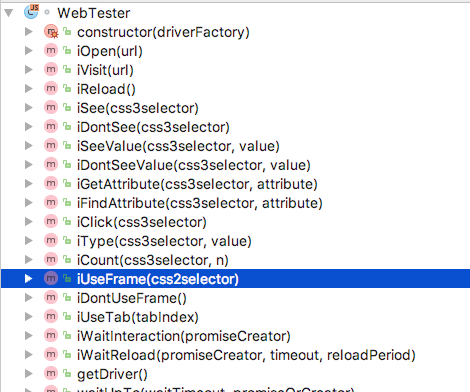 WebTester
constructor(driverFactory)
iOpen(url)
iVisit(url)
iReload()
iSee(css3selector)
iDontSee(css3selector)
iSeeValue(css3selector, value)
iDontSeeValue(css3selector, value)
iGetAttribute(css3selector, attribute)
iFindAttribute(css3selector, attribute)
iClick(css3selector)
iType(css3selector, value)
iCount(css3selector, n)
iUseFrame(css2selector)
iDontUseFrame()
iUseTab(tabIndex)
iWaitInteraction(promiseCreator)
iWaitReload(promiseCreator, timeout, reloadPeriod)
getDriver()